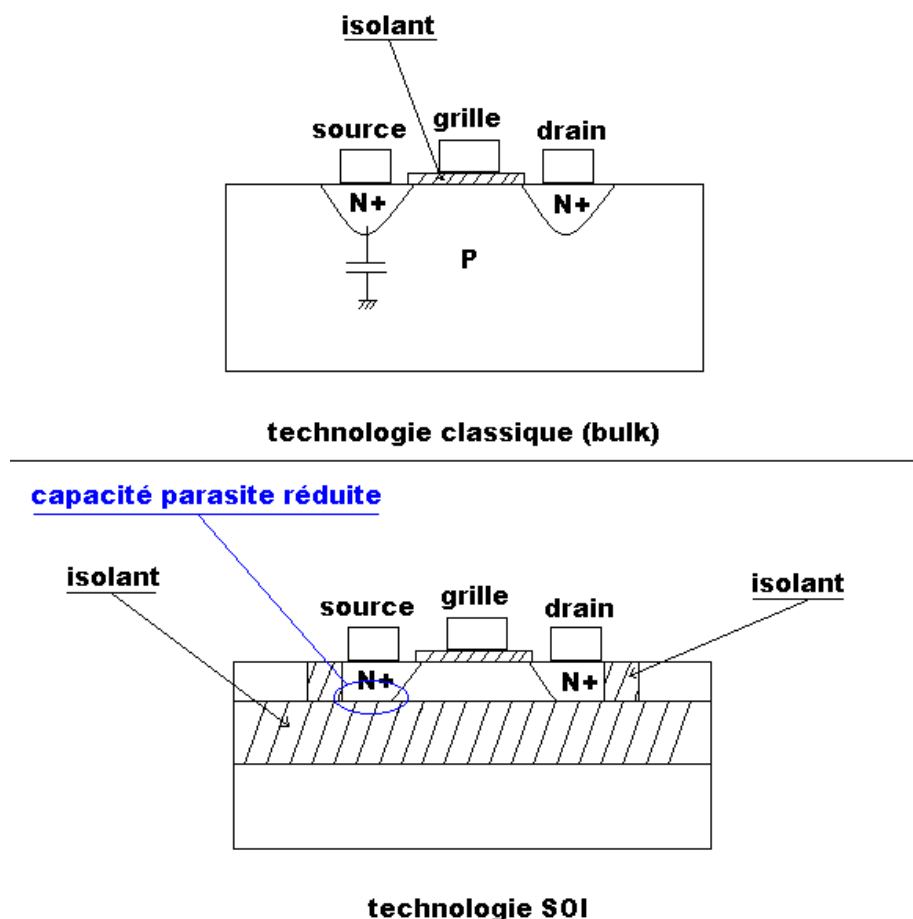 isolant
source
grille
drain
N+
N+
P
technologie classique (bulk)
capacité parasite réduite
isolant
isolant
source
grille
drain
N+
N+
technologie SOI